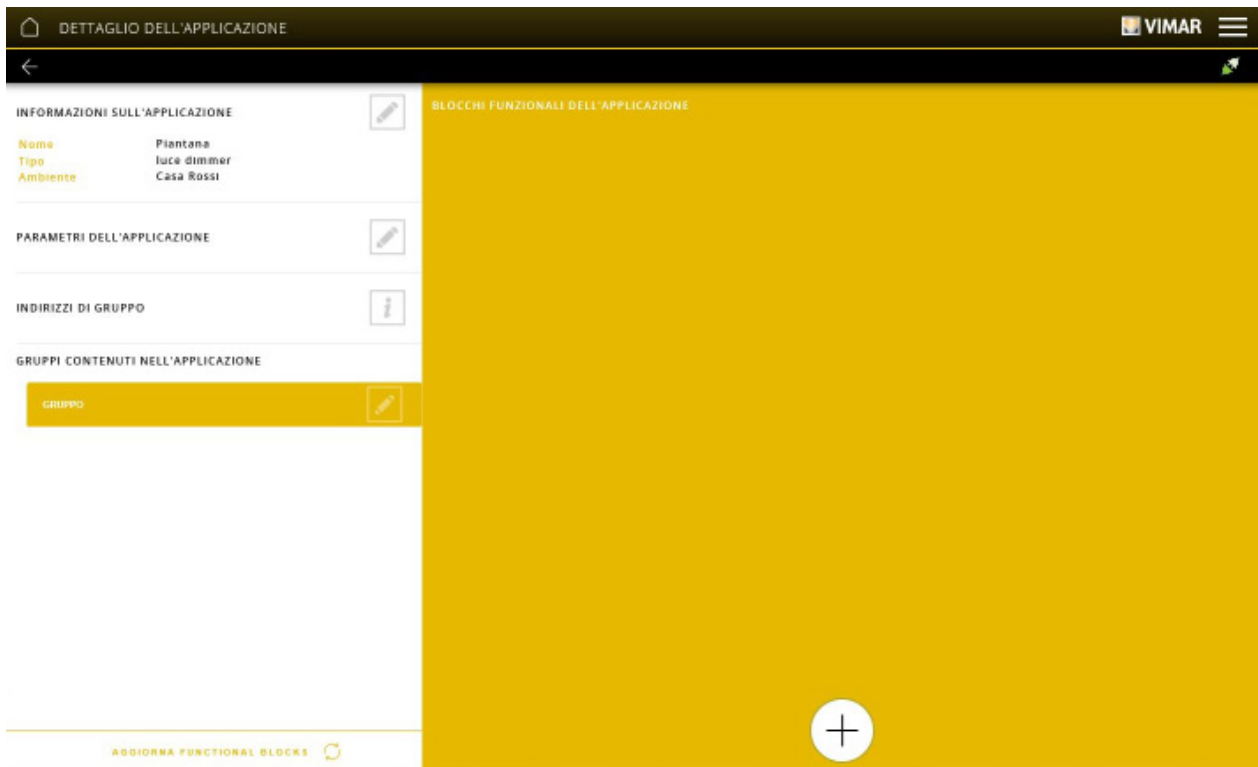 DETTAGLIO DELL'APPLICAZIONE
VIMAR
INFORMAZIONI SULL'APPLICAZIONE
Nome Piantana
Tipo luce dimmer
Ambiente Casa Rossi
PARAMETRI DELL'APPLICAZIONE
INDIRIZZI DI GRUPPO
i
GRUPPI CONTENUTI NELL'APPLICAZIONE
GRUPPO
AGGIORNA FUNCTIONAL BLOCKS
BLOCCHI FUNZIONALI DELL'APPLICAZIONE